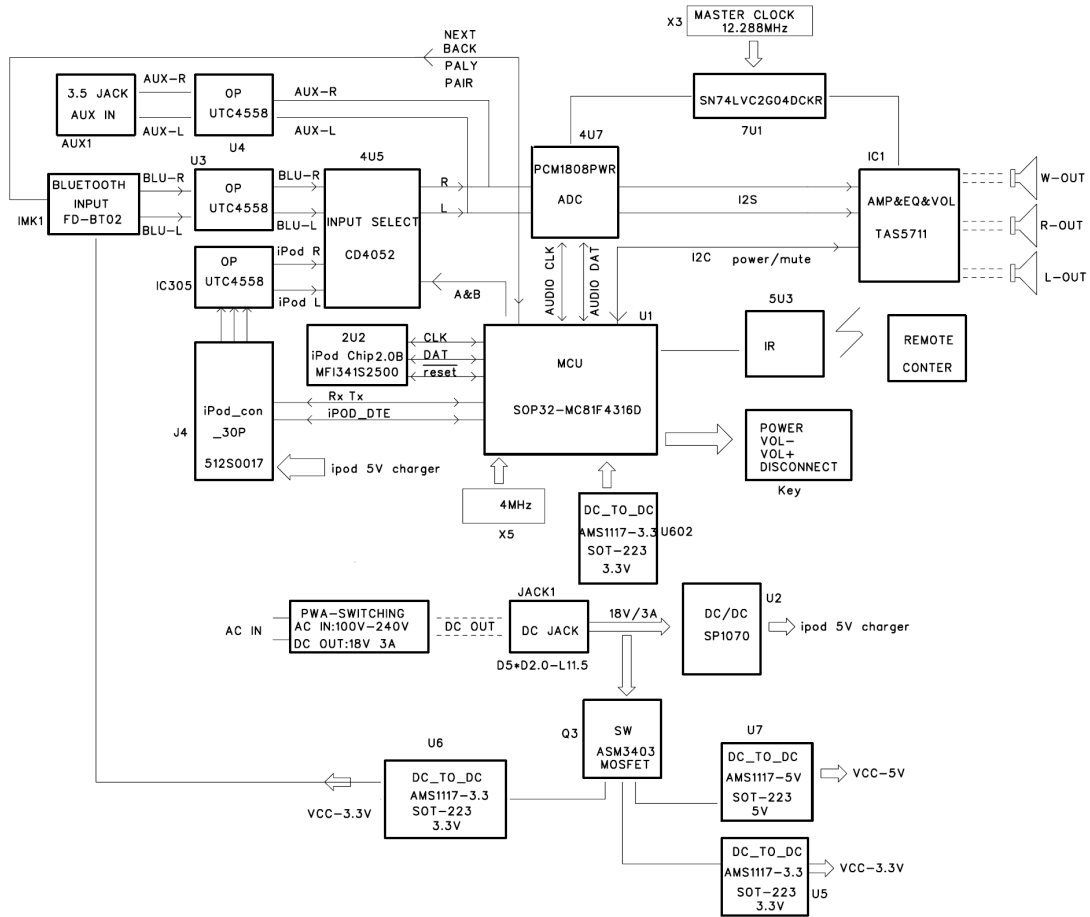 X3
MASTER CLOCK
12.288MHz
NEXT
BACK
PALY
PAIR
3.5 JACK
AUX IN
AUX1
AUX-R
AUX-L
OP
UTC4558
U4
AUX-R
AUX-L
SN74LVC2G04DCKR
7U1
4U7
PCM1808PWR
ADC
IC1
AMP&EQ&VOL
TAS5711
W-OUT
R-OUT
L-OUT
I2S
I2C power/mute
BLUETOOTH
INPUT
FD-BT02
IMK1
BLU-R
BLU-L
U3
OP
UTC4558
BLU-R
BLU-L
4U5
INPUT SELECT
CD4052
R
L
OP
UTC4558
IC305
iPod R
iPod L
A&B
AUDIO CLK
AUDIO DAT
U1
MCU
SOP32-MC81F4316D
2U2
iPod Chip2.0B
MFI341S2500
CLK
DAT
reset
Rx Tx
iPOD_DTE
iPod_con
_30P
512S0017
J4
ipod 5V charger
5U3
IR
REMOTE
CONTER
POWER
VOL-
VOL+
DISCONNECT
Key
4MHz
X5
DC_TO_DC
AMS1117-3.3
SOT-223
3.3V
U602
AC IN
PWA-SWITCHING
AC IN:100V-240V
DC OUT:18V 3A
DC OUT
JACK1
DC JACK
D5*D2.0-L11.5
18V/3A
U2
DC/DC
SP1070
ipod 5V charger
Q3
SW
ASM3403
MOSFET
U6
DC_TO_DC
AMS1117-3.3
SOT-223
3.3V
VCC-3.3V
U7
DC_TO_DC
AMS1117-5V
SOT-223
5V
VCC-5V
DC_TO_DC
AMS1117-3.3
SOT-223
3.3V
U5
VCC-3.3V